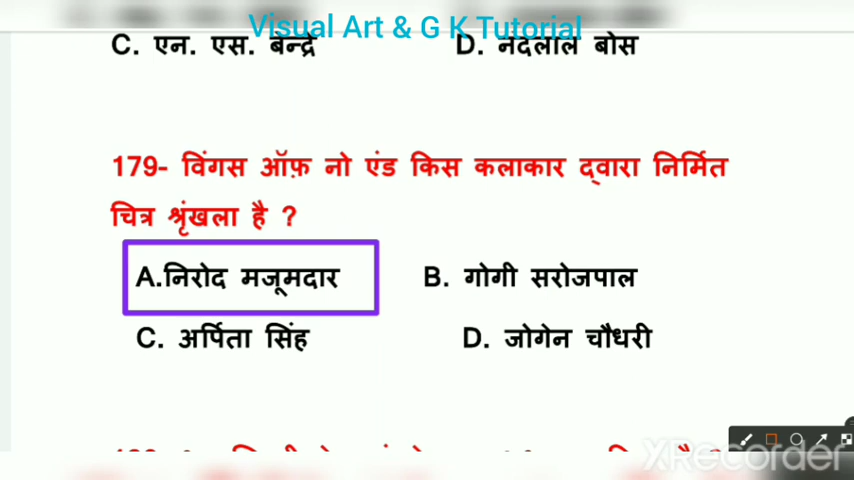 Visual Art & G K Tutorial
C. एन. एस. बेन्द्रे D. नंदलाल बोस
179- विंगस ऑफ़ नो एंड किस कलाकार द्वारा निर्मित
चित्र श्रृंखला है ?
A.निरोद मजूमदार B. गोगी सरोजपाल
C. अर्पिता सिंह D. जोगेन चौधरी
XRecorder